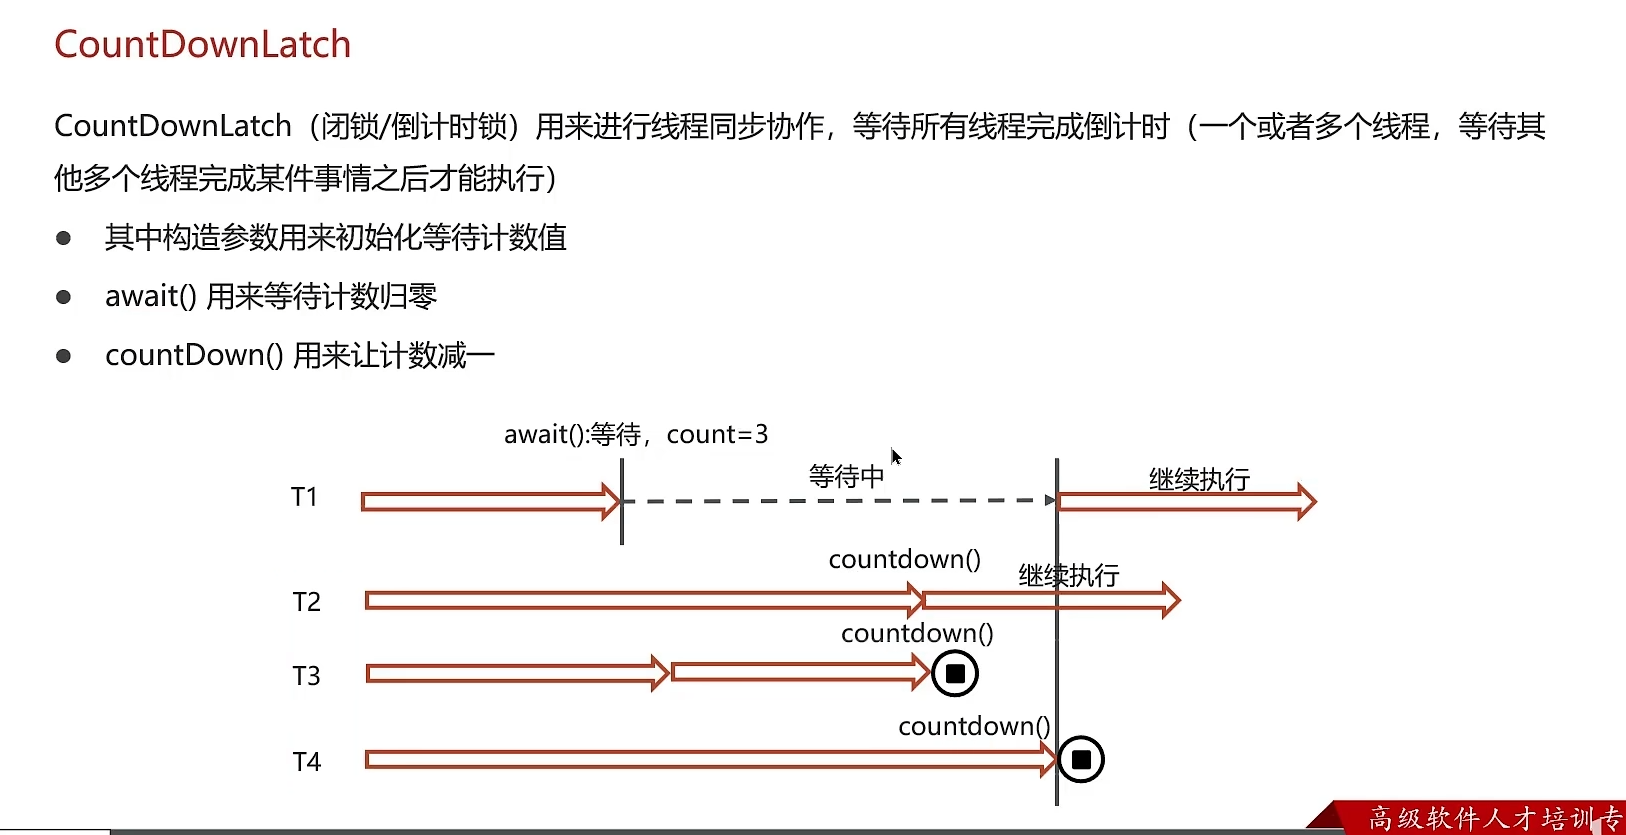 CountDownLatch
CountDownLatch（闭锁/倒计时锁）用来进行线程同步协作，等待所有线程完成倒计时（一个或者多个线程，等待其
他多个线程完成某件事情之后才能执行）
● 其中构造参数用来初始化等待计数值
● await() 用来等待计数归零
● countDown() 用来让计数减一
await():等待，count=3
等待中
继续执行
T1
countdown()
继续执行
T2
countdown()
T3
countdown()
T4
高级软件人才培训专